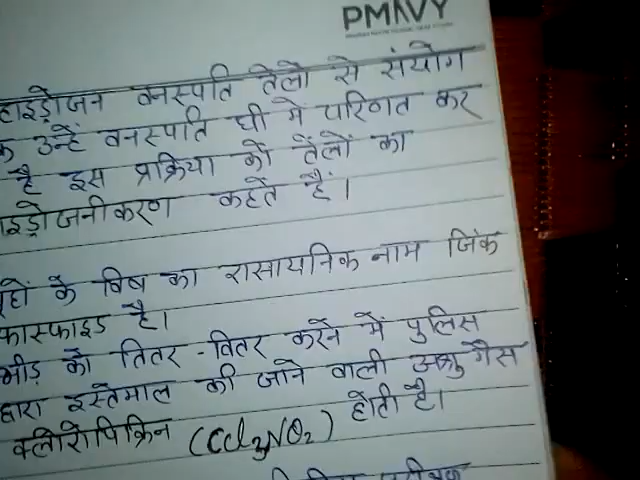 PMAVY
हाइड्रोजन वनस्पति तेलो से संयोग
उन्हें वनस्पति घी मे परिणत कर
है इस प्रक्रिया को तेलों का
इड्रोजनीकरण कहते हैं।
हों के विष का रासायनिक नाम जिंक
फास्फाइड है।
भीड़ को तितर-वितर करने में पुलिस
द्वारा इस्तेमाल की जाने वाली अश्रु गैस
क्लोरोपिक्रिन (CCl3NO2) होती है।